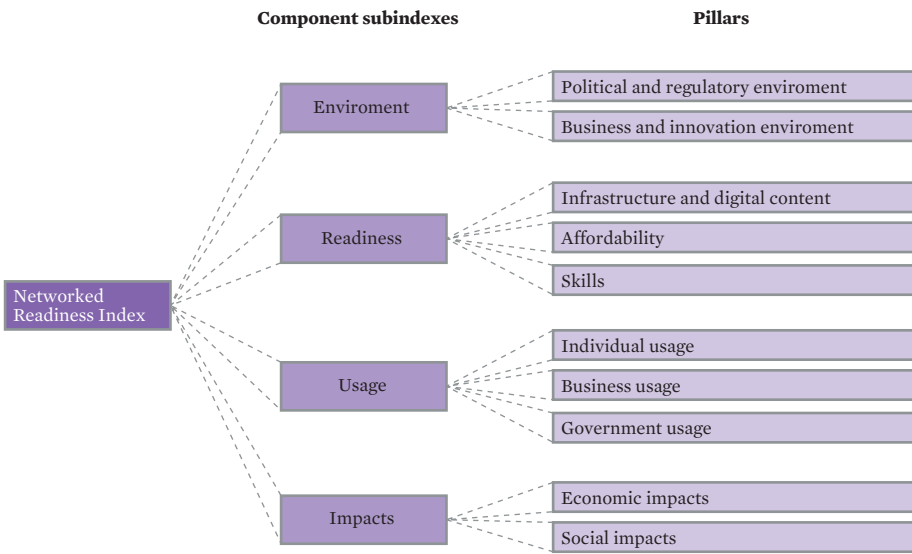 Component subindexes
Pillars
Enviroment
Political and regulatory enviroment
Business and innovation enviroment
Readiness
Infrastructure and digital content
Affordability
Skills
Networked
Readiness Index
Usage
Individual usage
Business usage
Government usage
Impacts
Economic impacts
Social impacts